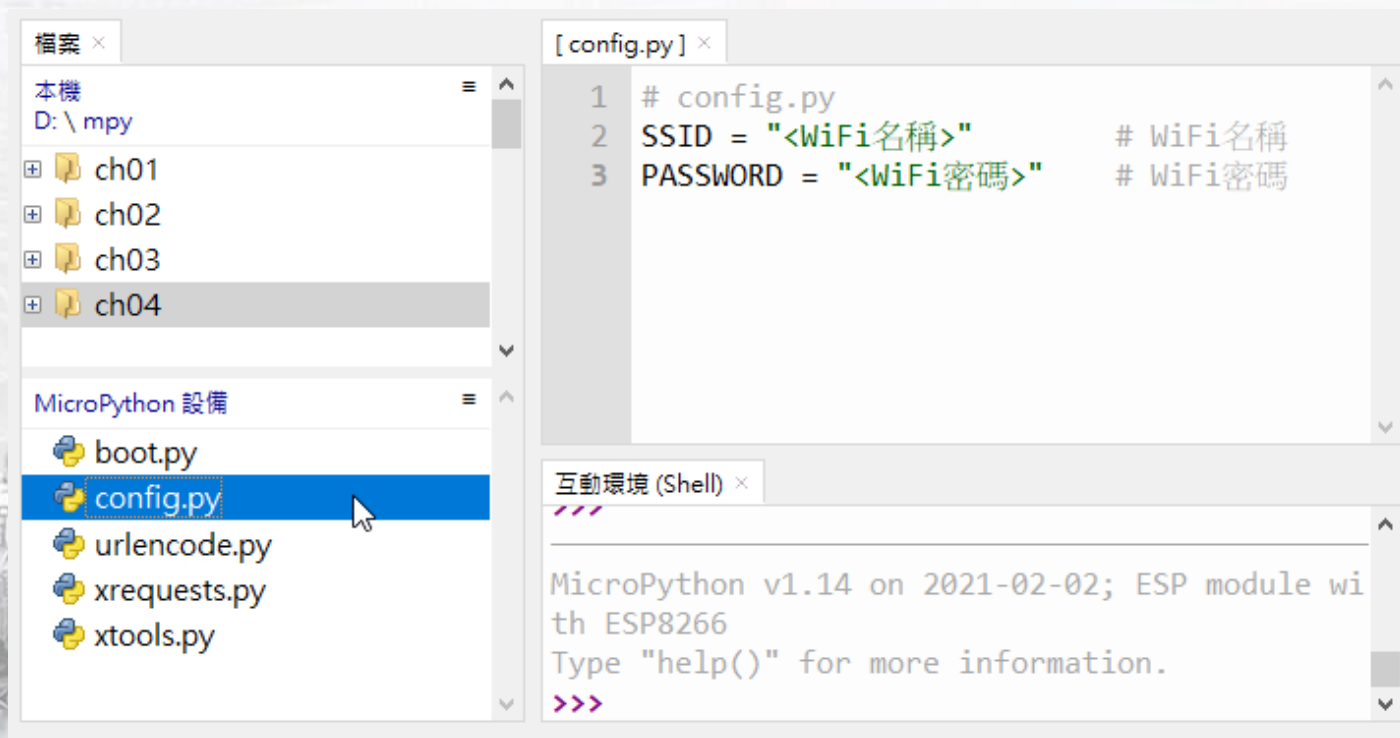 檔案
本機
D: \ mpy
ch01
ch02
ch03
ch04
MicroPython 設備
boot.py
config.py
urlencode.py
xrequests.py
xtools.py
[ config.py ]
1 # config.py
2 SSID = "<WiFi名稱>" # WiFi名稱
3 PASSWORD = "<WiFi密碼>" # WiFi密碼
互動環境 (Shell)
>>>
MicroPython v1.14 on 2021-02-02; ESP module wi
th ESP8266
Type "help()" for more information.
>>>